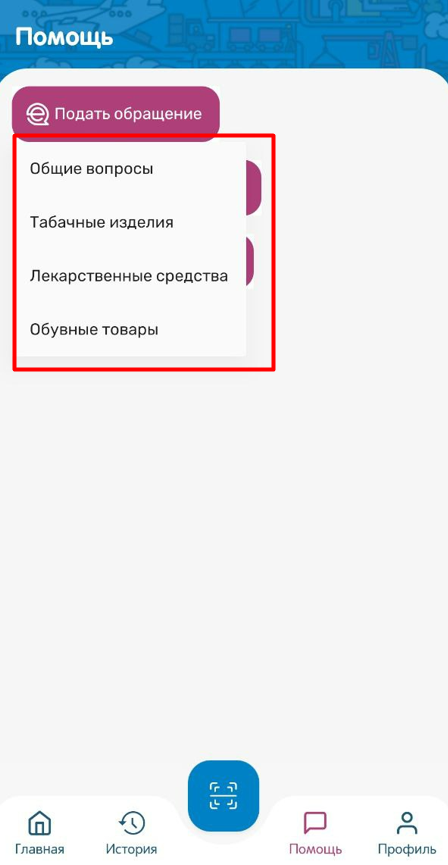 Помощь
Подать обращение
Общие вопросы
Табачные изделия
Лекарственные средства
Обувные товары
Главная
История
Помощь
Профиль